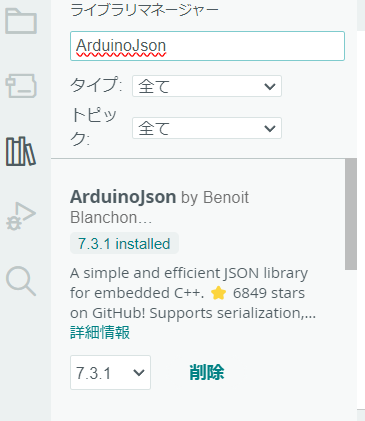 ライブラリマネージャー
ArduinoJson
タイプ: 全て
トピッ
ク: 全て
ArduinoJson by Benoit
Blanchon...
7.3.1 installed
A simple and efficient JSON library
for embedded C++. ⭐ 6849 stars
on GitHub! Supports serialization,...
詳細情報
7.3.1 削除